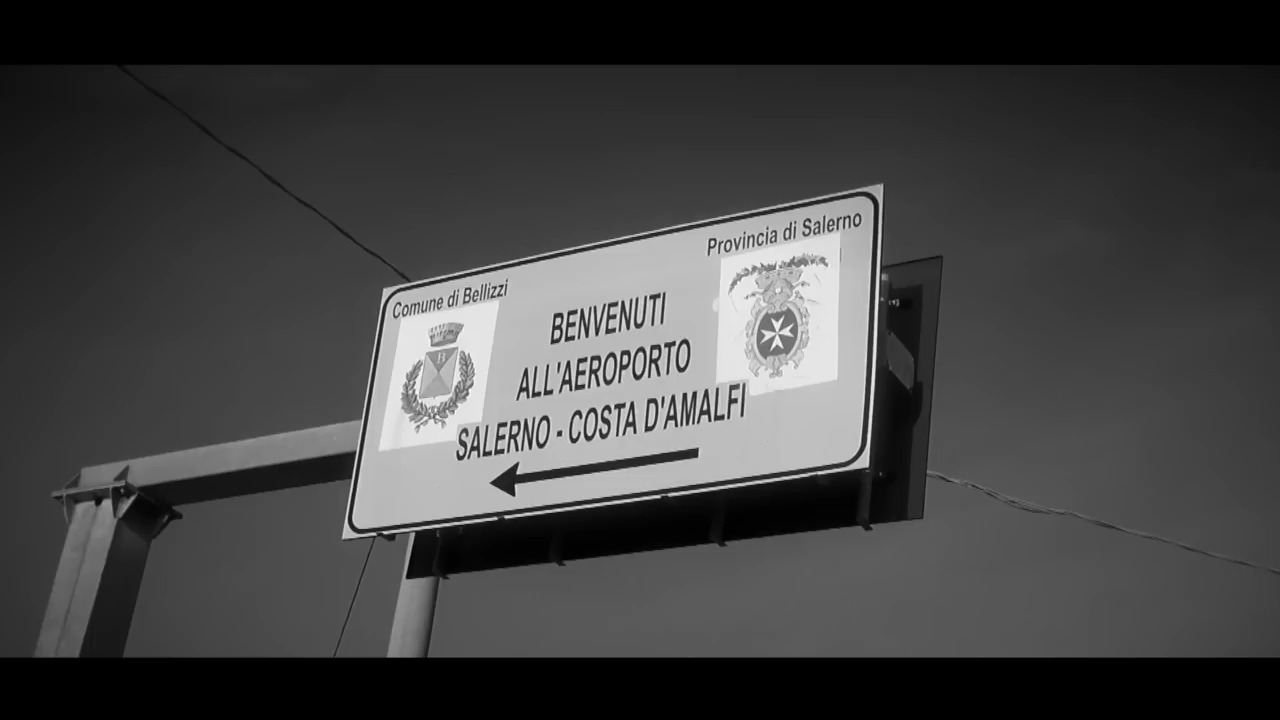 Comune di Bellizzi
Provincia di Salerno
B
BENVENUTI
ALL'AEROPORTO
SALERNO - COSTA D'AMALFI